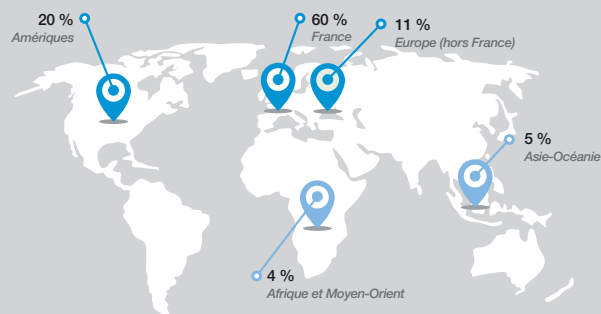 20 %
Amériques
60 %
France
11 %
Europe (hors France)
5 %
Asie-Océanie
4 %
Afrique et Moyen-Orient